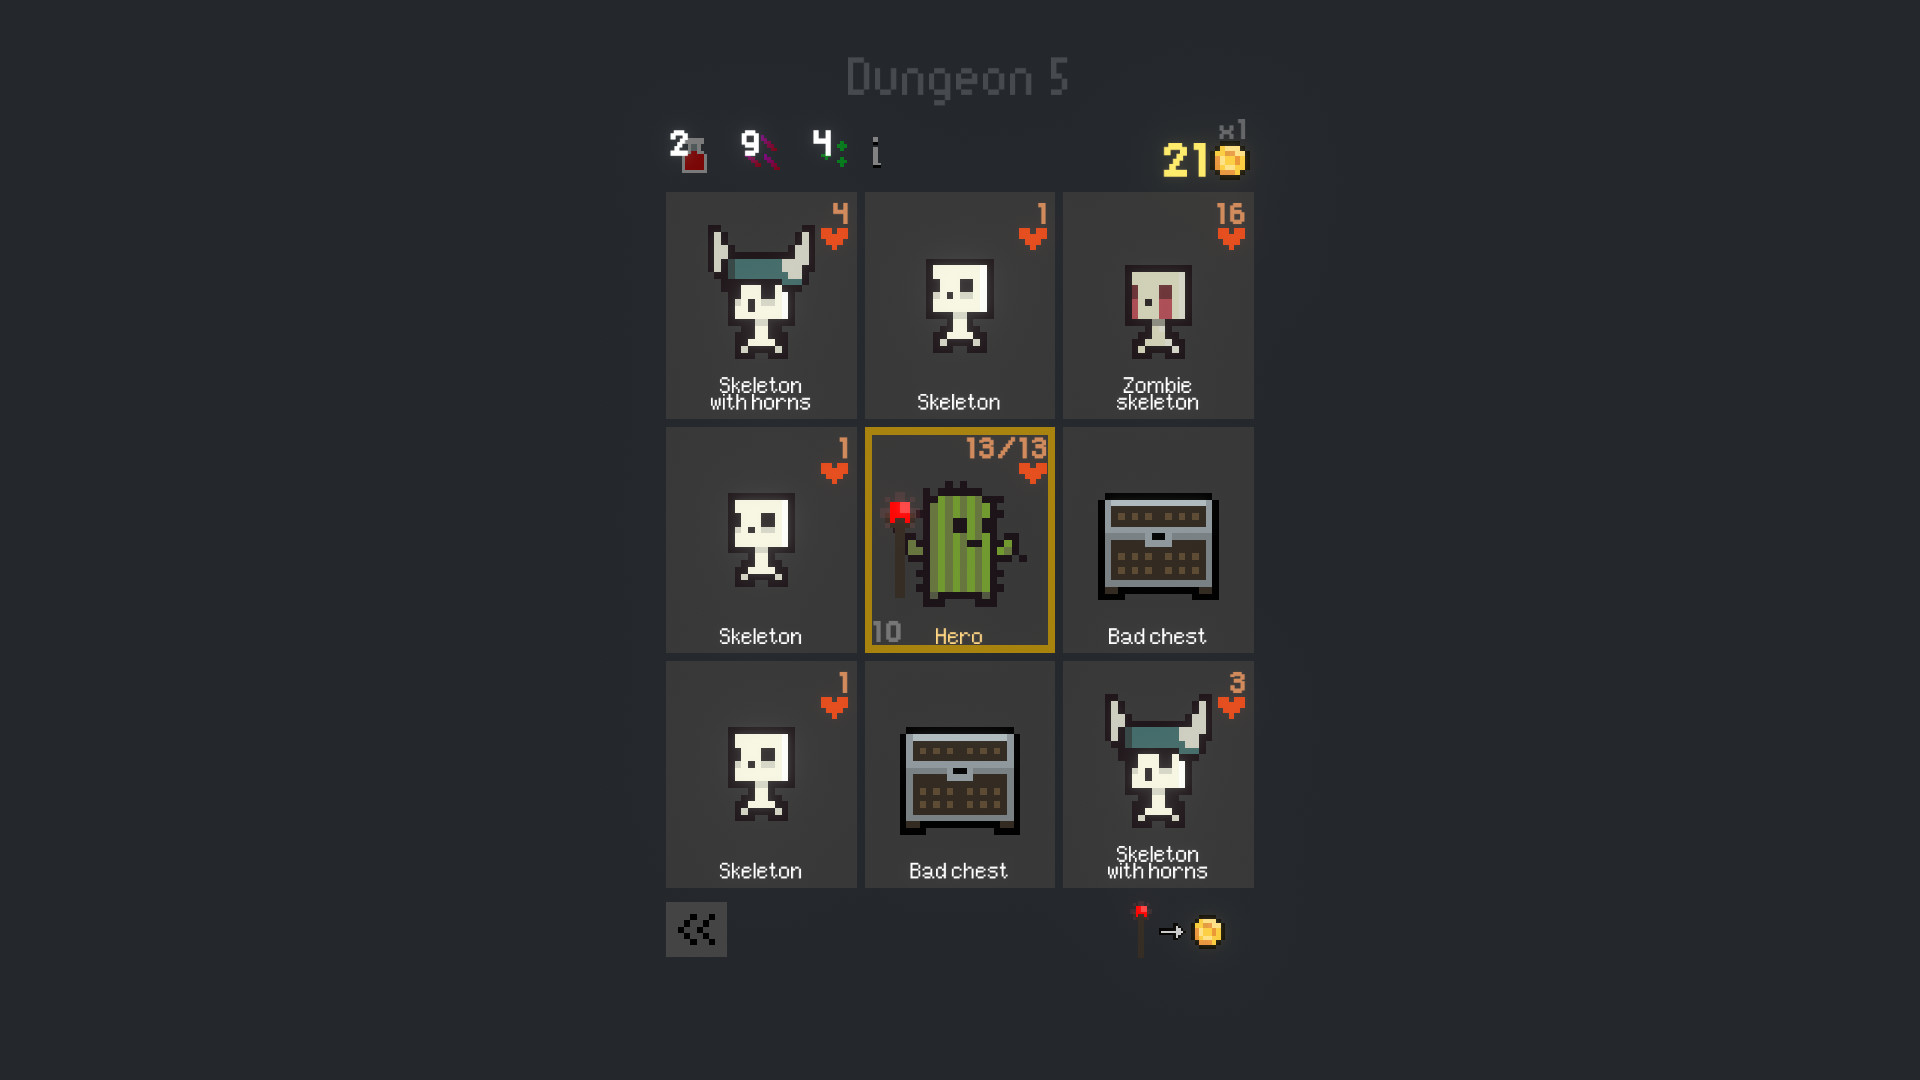 Dungeon 5
2 9 4 i
x1
21
4 1 16
Skeleton
with horns
Skeleton
Zombie
skeleton
1 13/13
Skeleton
10 Hero
Bad chest
1 3
Skeleton
Bad chest
Skeleton
with horns